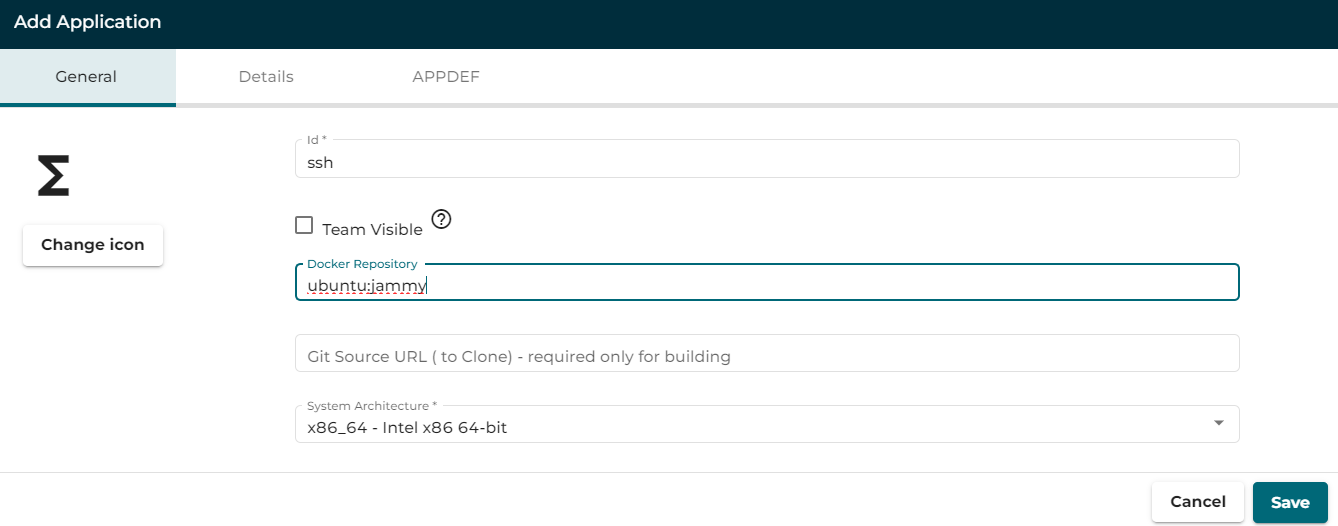 Add Application
General Details APPDEF
Id *
ssh
Team Visible ?
Change icon
Docker Repository
ubuntu:jammy
Git Source URL ( to Clone) - required only for building
System Architecture *
x86_64 - Intel x86 64-bit
Cancel Save